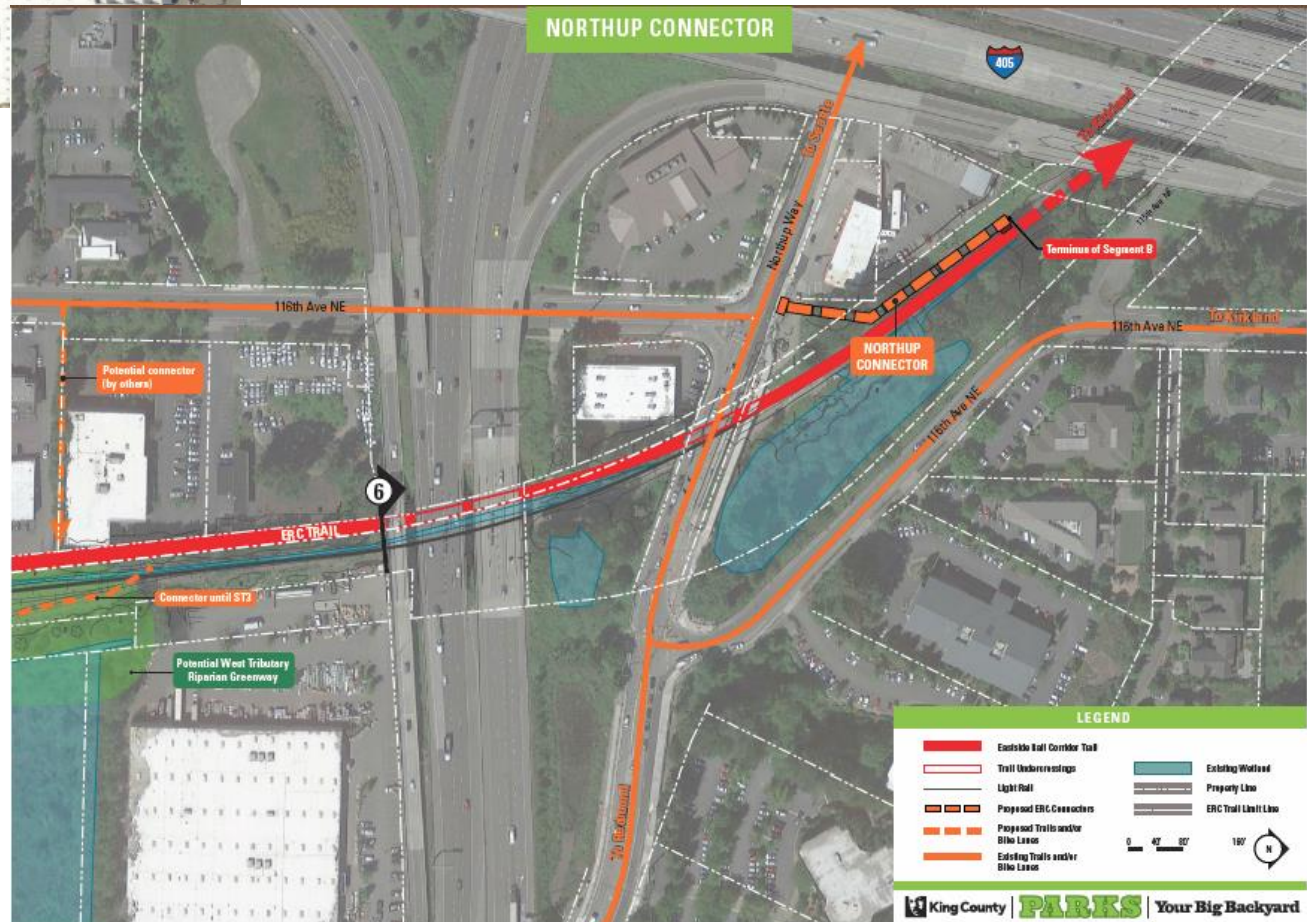 NORTHUP CONNECTOR
405
To Seattle
To Kirkland
Northup Way
115th Ave NE
Terminus of Segment B
116th Ave NE
116th Ave NE
To Kirkland
NORTHUP
CONNECTOR
Potential connector
(by others)
116th Ave NE
6
ERC TRAIL
Connector until ST3
Potential West Tributary
Riparian Greenway
To Redmond
LEGEND
Eastside Rail Corridor Trail
Trail Undercrossings
Light Rail
Proposed ERC Connectors
Proposed Trails and/or
Bike Lanes
Existing Trails and/or
Bike Lanes
Existing Wetland
Property Line
ERC Trail Limit Line
0 40' 80' 160'
N
King County PARKS Your Big Backyard